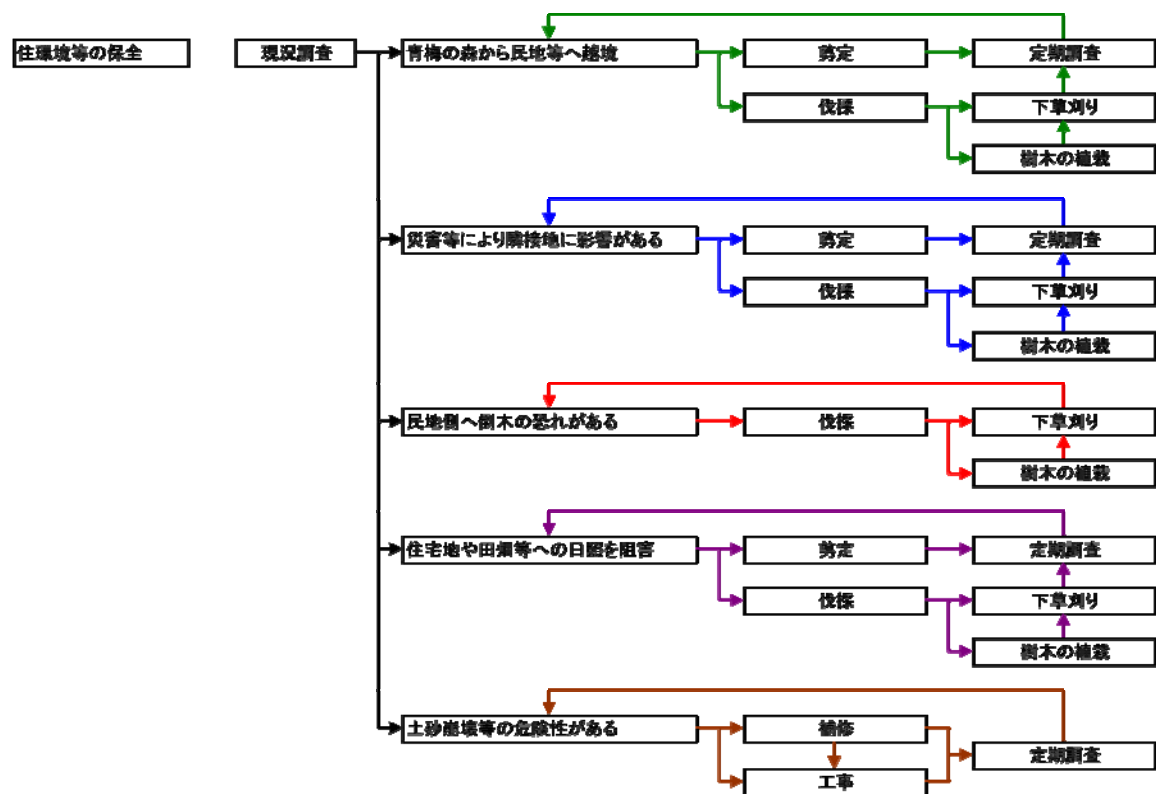 住環境等の保全
現況調査
青梅の森から民地等へ越境
剪定
定期調査
伐採
下草刈り
樹木の植栽
災害等により隣接地に影響がある
剪定
定期調査
伐採
下草刈り
樹木の植栽
民地側へ倒木の恐れがある
伐採
下草刈り
樹木の植栽
住宅地や田畑等への日照を阻害
剪定
定期調査
伐採
下草刈り
樹木の植栽
土砂崩壊等の危険性がある
補修
定期調査
工事